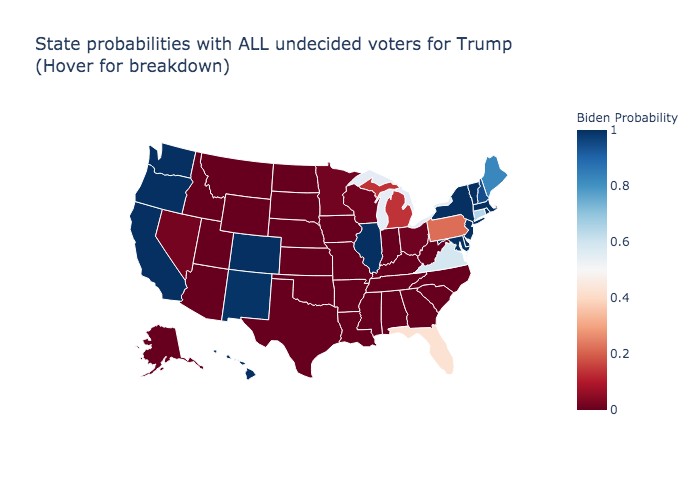 State probabilities with ALL undecided voters for Trump
(Hover for breakdown)
Biden Probability
1
0.8
0.6
0.4
0.2
0